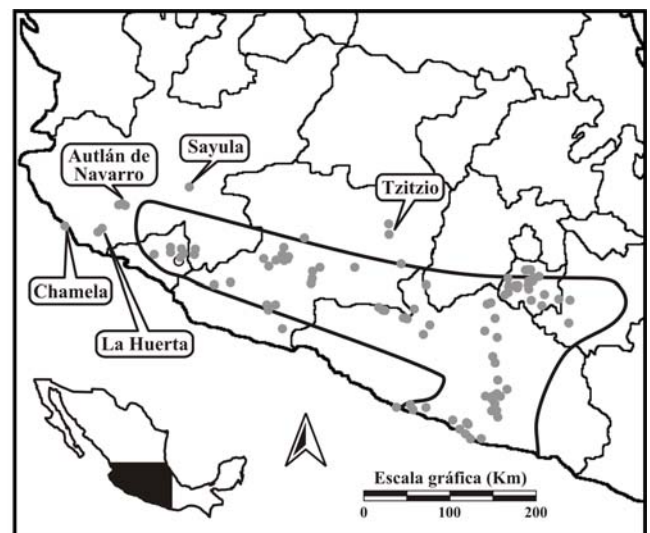 Sayula
Autlán de
Navarro
Tzitzio
Chamela
La Huerta
Escala gráfica (Km)
0 100 200